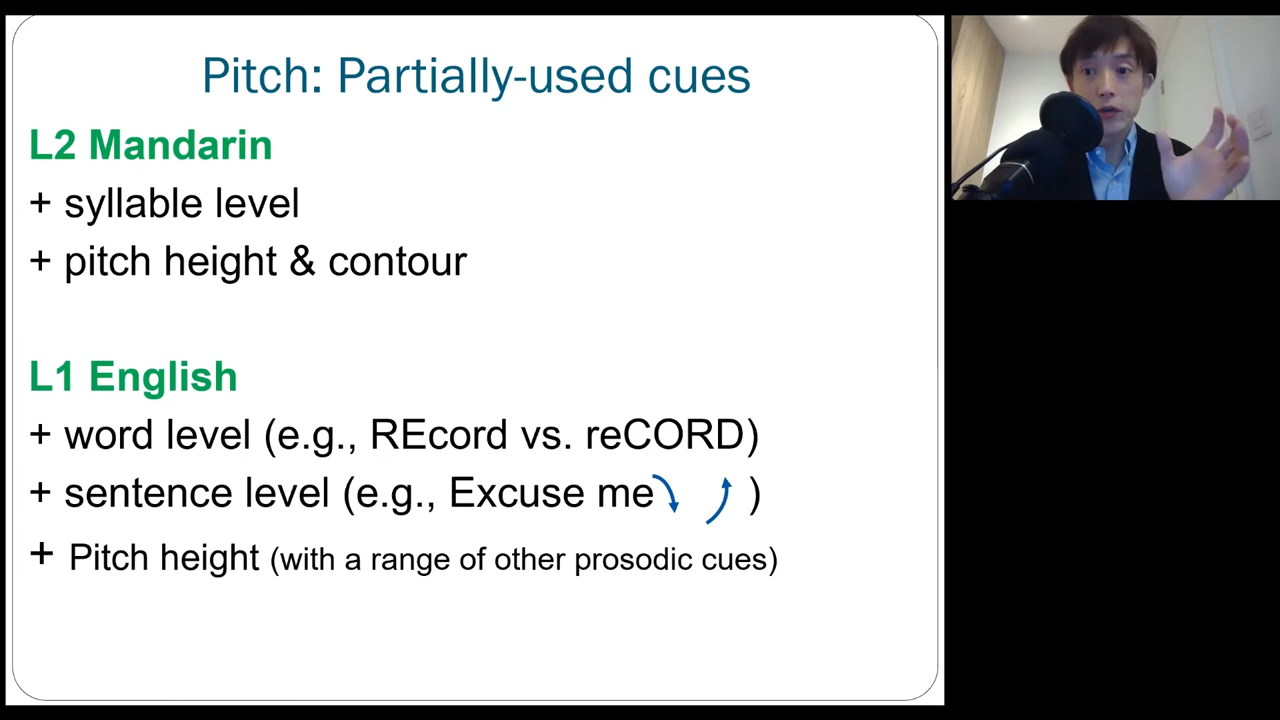 Pitch: Partially-used cues
L2 Mandarin
+ syllable level
+ pitch height & contour
L1 English
+ word level (e.g., REcord vs. reCORD)
+ sentence level (e.g., Excuse me )
+ Pitch height (with a range of other prosodic cues)